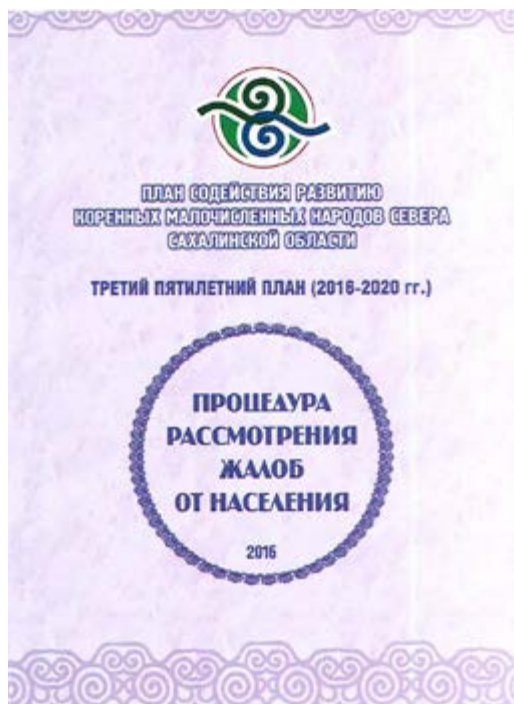 ПЛАН СОДЕЙСТВИЯ РАЗВИТИЮ
КОРЕННЫХ МАЛОЧИСЛЕННЫХ НАРОДОВ СЕВЕРА
САХАЛИНСКОЙ ОБЛАСТИ
ТРЕТИЙ ПЯТИЛЕТНИЙ ПЛАН (2016-2020 гг.)
ПРОЦЕДУРА
РАССМОТРЕНИЯ
ЖАЛОБ
ОТ НАСЕЛЕНИЯ
2016